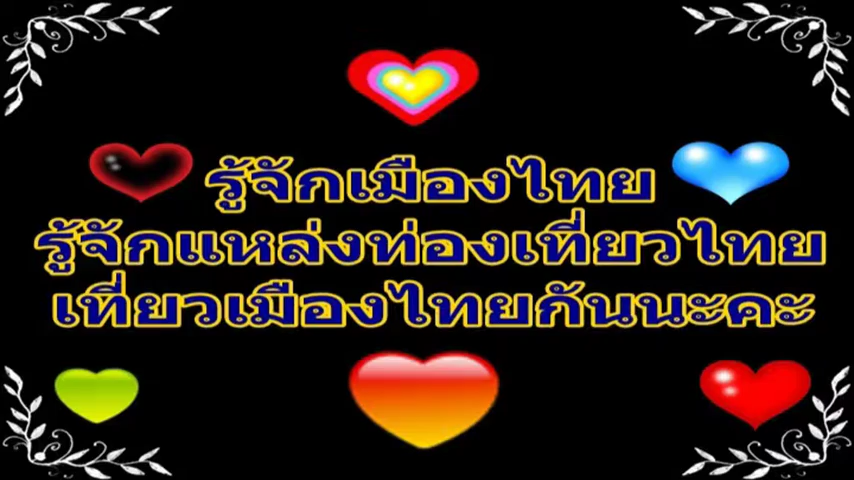 รู้จักเมืองไทย
รู้จักแหล่งท่องเที่ยวไทย
เที่ยวเมืองไทยกันนะคะ